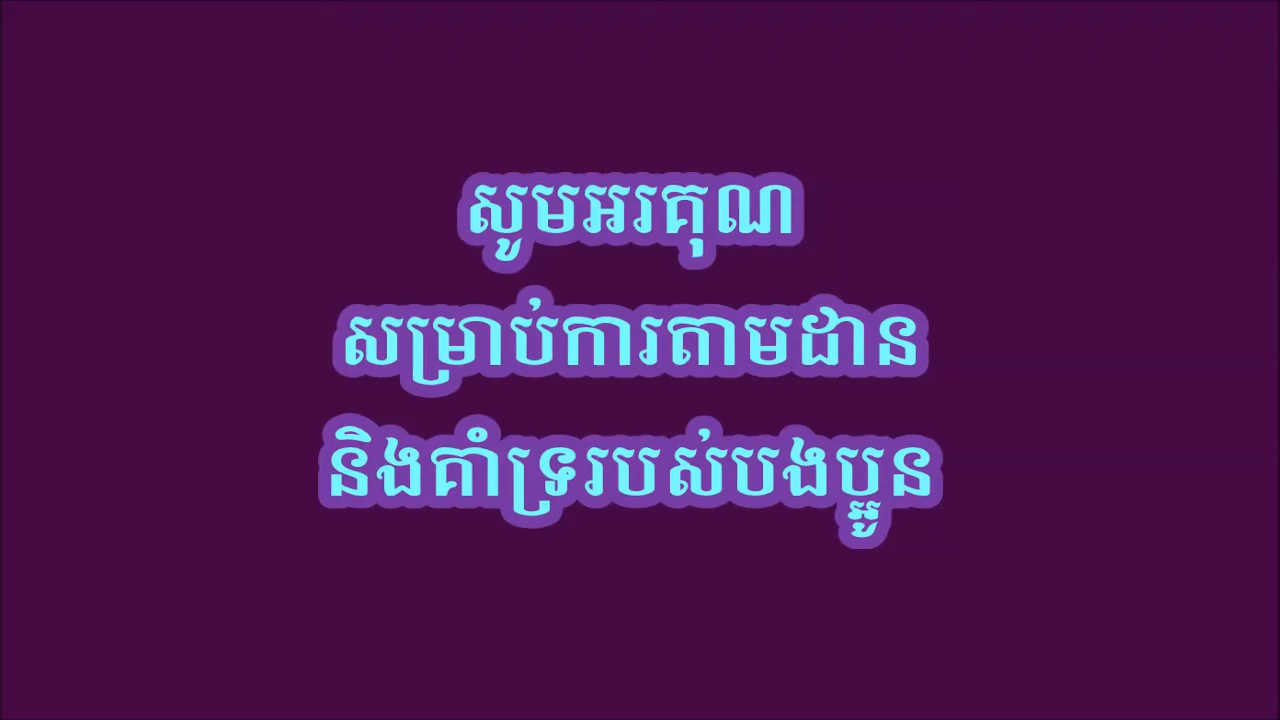 សូមអរគុណ
សម្រាប់ការតាមដាន
និងគាំទ្ររបស់បងប្អូន